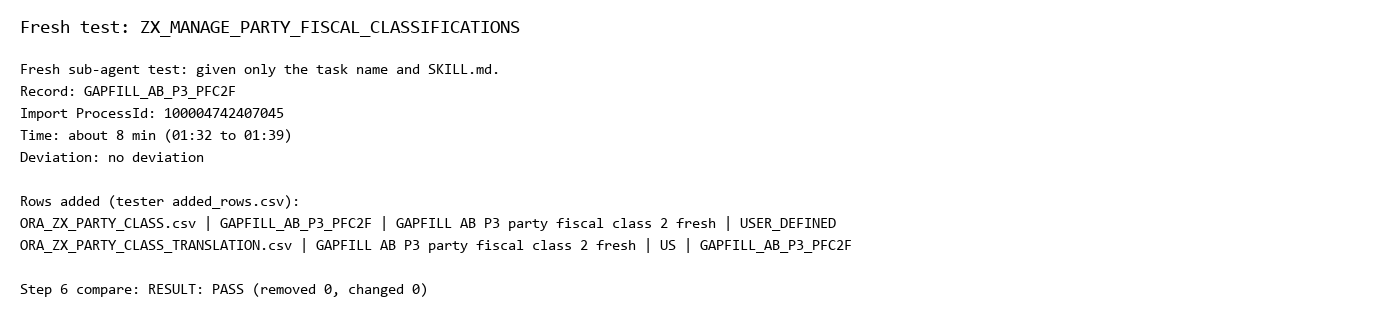 Fresh test: ZX_MANAGE_PARTY_FISCAL_CLASSIFICATIONS
Fresh sub-agent test: given only the task name and SKILL.md.
Record: GAPFILL_AB_P3_PFC2F
Import ProcessId: 100004742407045
Time: about 8 min (01:32 to 01:39)
Deviation: no deviation
Rows added (tester added_rows.csv):
ORA_ZX_PARTY_CLASS.csv | GAPFILL_AB_P3_PFC2F | GAPFILL AB P3 party fiscal class 2 fresh | USER_DEFINED
ORA_ZX_PARTY_CLASS_TRANSLATION.csv | GAPFILL AB P3 party fiscal class 2 fresh | US | GAPFILL_AB_P3_PFC2F
Step 6 compare: RESULT: PASS (removed 0, changed 0)